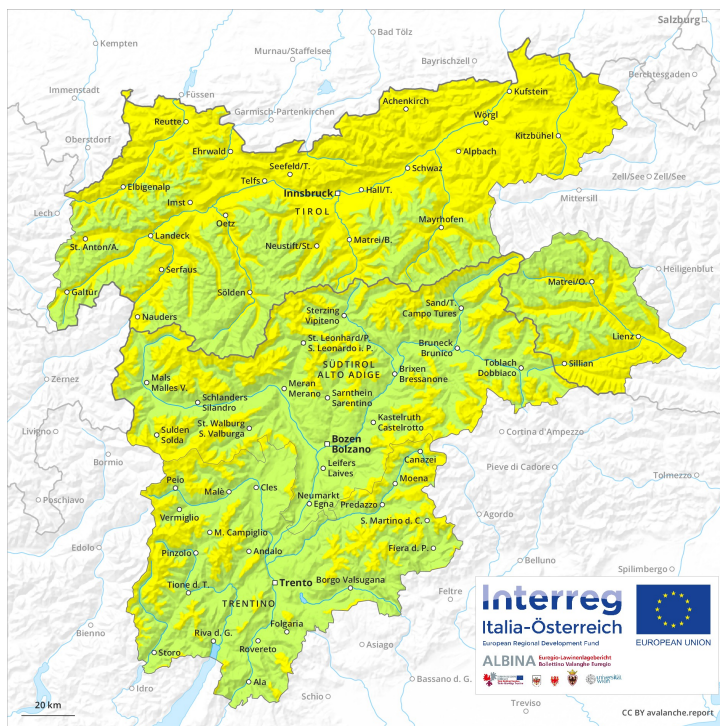 Salzburg
Bad Tölz
Kempten
Murnau/Staffelsee
Bayrischzell
Berchtesgaden
Immenstadt
Füssen
Garmisch-Partenkirchen
Achenkirch
Kufstein
Reutte
Wörgl
Oberstdorf
Ehrwald
Kitzbühel
Alpbach
Seefeld/T.
Schwaz
Zell/See
Zell/See
Elbigenalp
Telfs
Innsbruck
Hall/T.
Mittersill
Imst
TIROL
Lech
Oetz
Mayrhofen
St. Anton/A.
Landeck
Neustift/St.
Matrei/B.
Serfaus
Heiligenblut
Galtür
Sölden
Matrei/O.
Nauders
Sterzing
Vipiteno
Sand/T.
Campo Tures
St. Leonhard/P.
S. Leonardo i. P.
Bruneck
Brunico
Lienz
Toblach
Dobbiaco
Sillian
SÜDTIROL
ALTO ADIGE
Brixen
Bressanone
Zernez
Mals
Malles V.
Meran
Merano
Schlanders
Silandro
Sarnthein
Sarentino
Kastelruth
Castelrotto
St. Walburg
S. Valburga
Livigno
Sulden
Solda
Bozen
Bolzano
Cortina d'Ampezzo
Canazei
Bormio
Leifers
Laives
Pieve di Cadore
Tolmezzo
Peio
Moena
Poschiavo
Malè
Cles
Neumarkt
Egna
Predazzo
Vermiglio
Agordo
S. Martino d. C.
M. Campiglio
Edolo
Pinzolo
Andalo
Fiera d. P.
Belluno
Spilimbergo
Trento
Borgo Valsugana
Tione d. T.
Feltre
TRENTINO
Bienno
Riva d. G.
Folgaria
Rovereto
Asiago
Storo
Ala
Idro
Schio
Bassano d. G.
Treviso
20 km
Interreg
Italia-Österreich
European Regional Development Fund
EUROPEAN UNION
ALBINA
Euregio-Lawinenlagebericht
Bollettino Valanghe Euregio
CC BY avalanche.report